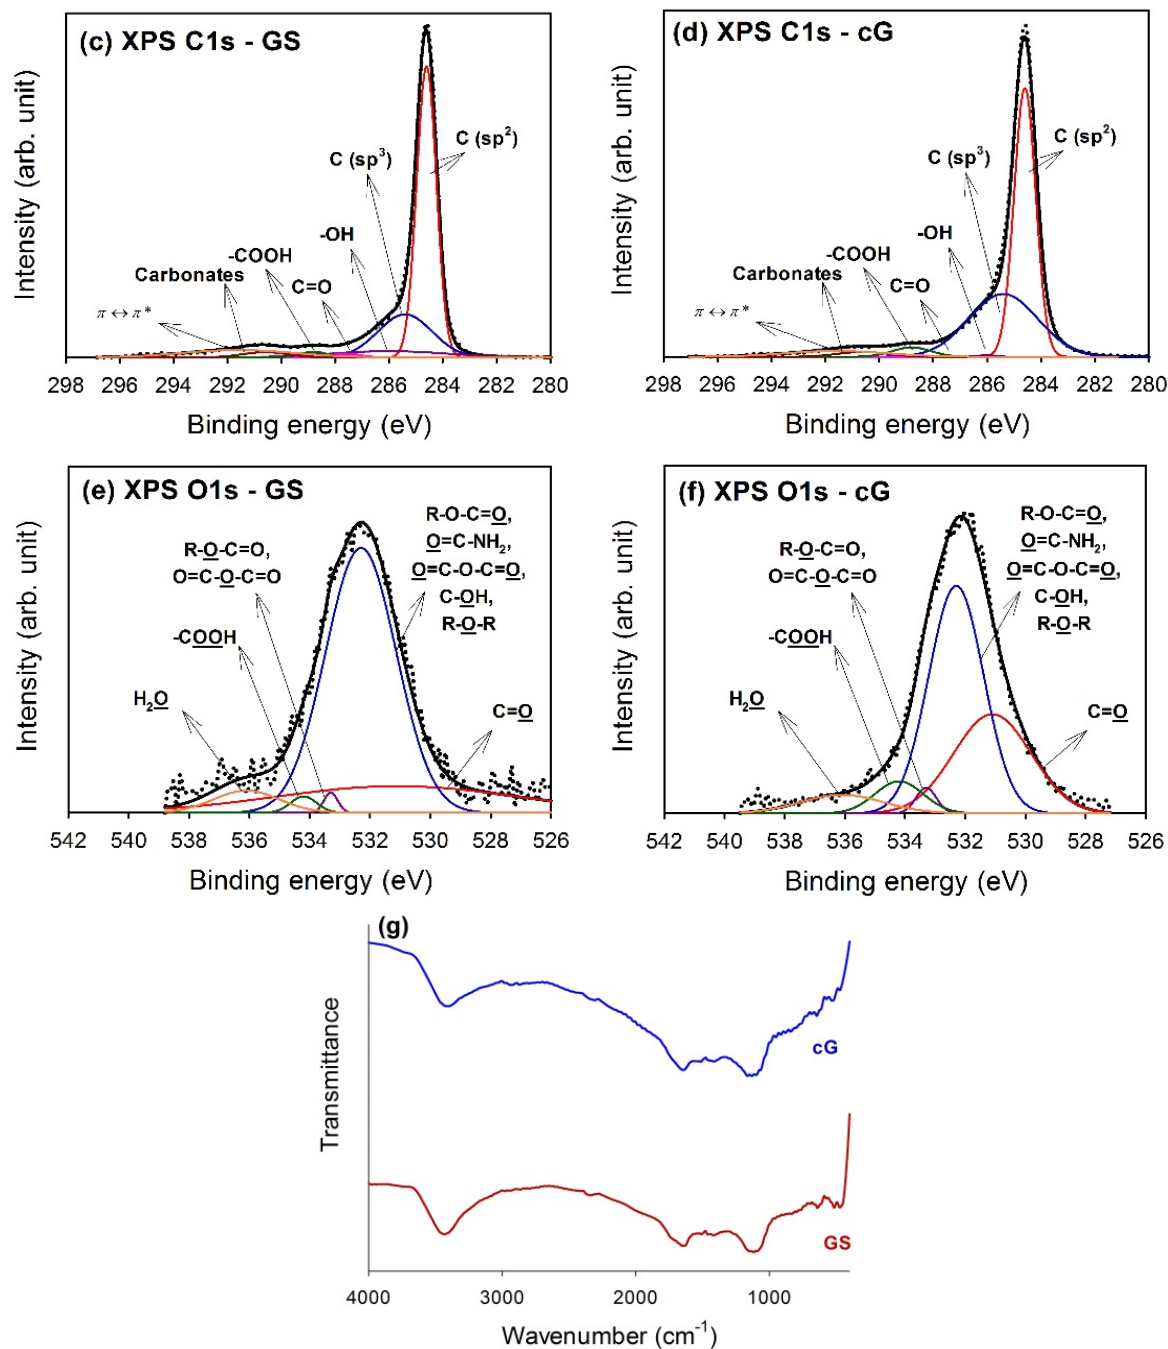 (c) XPS C1s - GS
Intensity (arb. unit)
C (sp³)
C (sp²)
-OH
-COOH
C=O
Carbonates
π↔π*
298 296 294 292 290 288 286 284 282 280
Binding energy (eV)
(d) XPS C1s - cG
Intensity (arb. unit)
C (sp³)
C (sp²)
-OH
-COOH
C=O
Carbonates
π↔π*
298 296 294 292 290 288 286 284 282 280
Binding energy (eV)
(e) XPS O1s - GS
Intensity (arb. unit)
R-O-C=O,
O=C-O-C=O
-COOH
H₂O
R-O-C=O,
O=C-NH₂,
O=C-O-C=O,
C-OH,
R-O-R
C=O
542 540 538 536 534 532 530 528 526
Binding energy (eV)
(f) XPS O1s - cG
Intensity (arb. unit)
R-O-C=O,
O=C-O-C=O
-COOH
H₂O
R-O-C=O,
O=C-NH₂,
O=C-O-C=O,
C-OH,
R-O-R
C=O
542 540 538 536 534 532 530 528 526
Binding energy (eV)
(g)
Transmittance
cG
GS
4000 3000 2000 1000
Wavenumber (cm⁻¹)